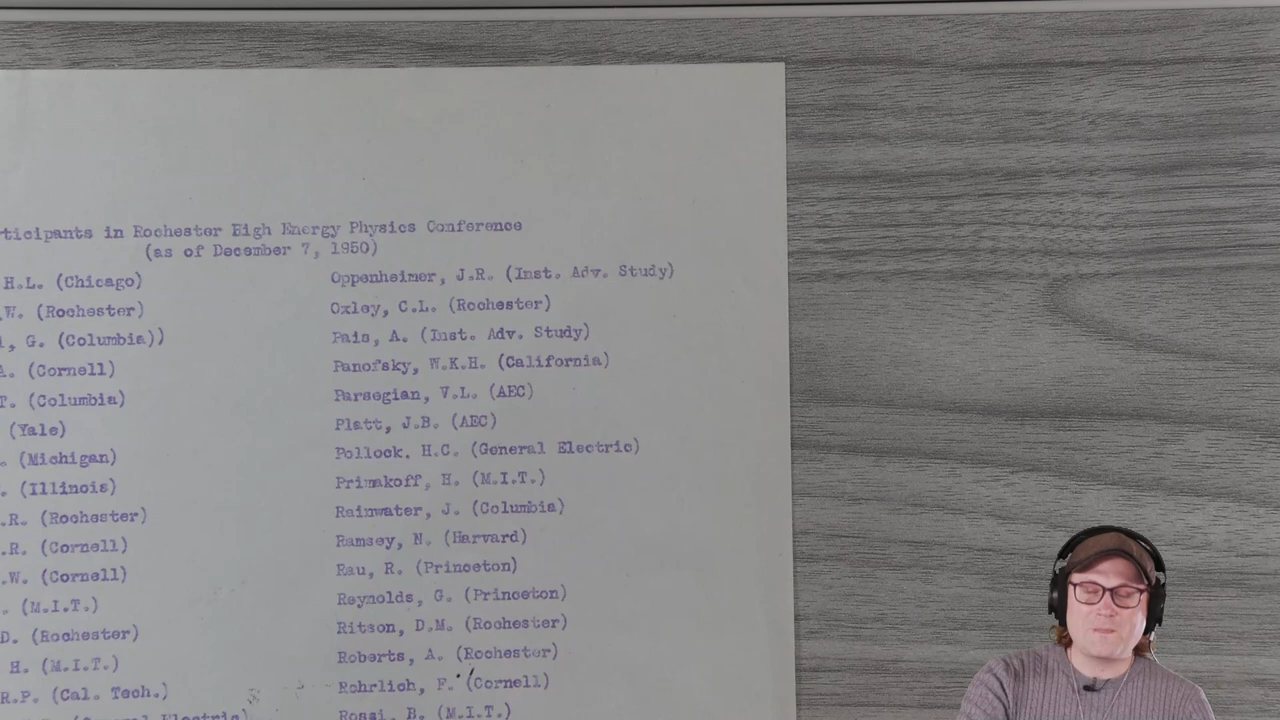 ticipants in Rochester High Energy Physics Conference
(as of December 7, 1950)
H.L. (Chicago)
.W. (Rochester)
, G. (Columbia))
A. (Cornell)
T. (Columbia)
(Yale)
. (Michigan)
. (Illinois)
.R. (Rochester)
.R. (Cornell)
.W. (Cornell)
. (M.I.T.)
D. (Rochester)
H. (M.I.T.)
R.P. (Cal. Tech.)
(General Electric)
Oppenheimer, J.R. (Inst. Adv. Study)
Oxley, C.L. (Rochester)
Pais, A. (Inst. Adv. Study)
Panofsky, W.K.H. (California)
Parsegian, V.L. (AEC)
Platt, J.B. (AEC)
Pollock. H.C. (General Electric)
Primakoff, H. (M.I.T.)
Rainwater, J. (Columbia)
Ramsey, N. (Harvard)
Rau, R. (Princeton)
Reynolds, G. (Princeton)
Ritson, D.M. (Rochester)
Roberts, A. (Rochester)
Rohrlich, F. (Cornell)
Rossi, B. (M.I.T.)